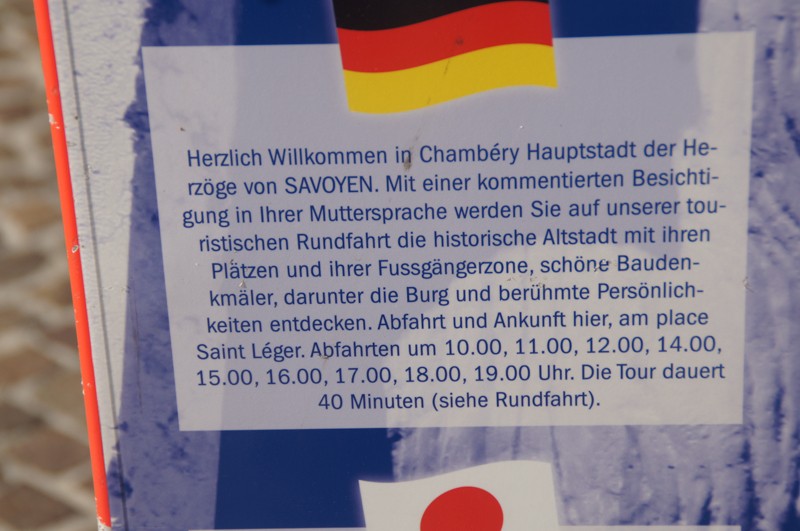 Herzlich Willkommen in Chambéry Hauptstadt der He-
rzöge von SAVOYEN. Mit einer kommentierten Besichti-
gung in Ihrer Muttersprache werden Sie auf unserer tou-
ristischen Rundfahrt die historische Altstadt mit ihren
Plätzen und ihrer Fussgängerzone, schöne Bauden-
kmäler, darunter die Burg und berühmte Persönlich-
keiten entdecken. Abfahrt und Ankunft hier, am place
Saint Léger. Abfahrten um 10.00, 11.00, 12.00, 14.00,
15.00, 16.00, 17.00, 18.00, 19.00 Uhr. Die Tour dauert
40 Minuten (siehe Rundfahrt).